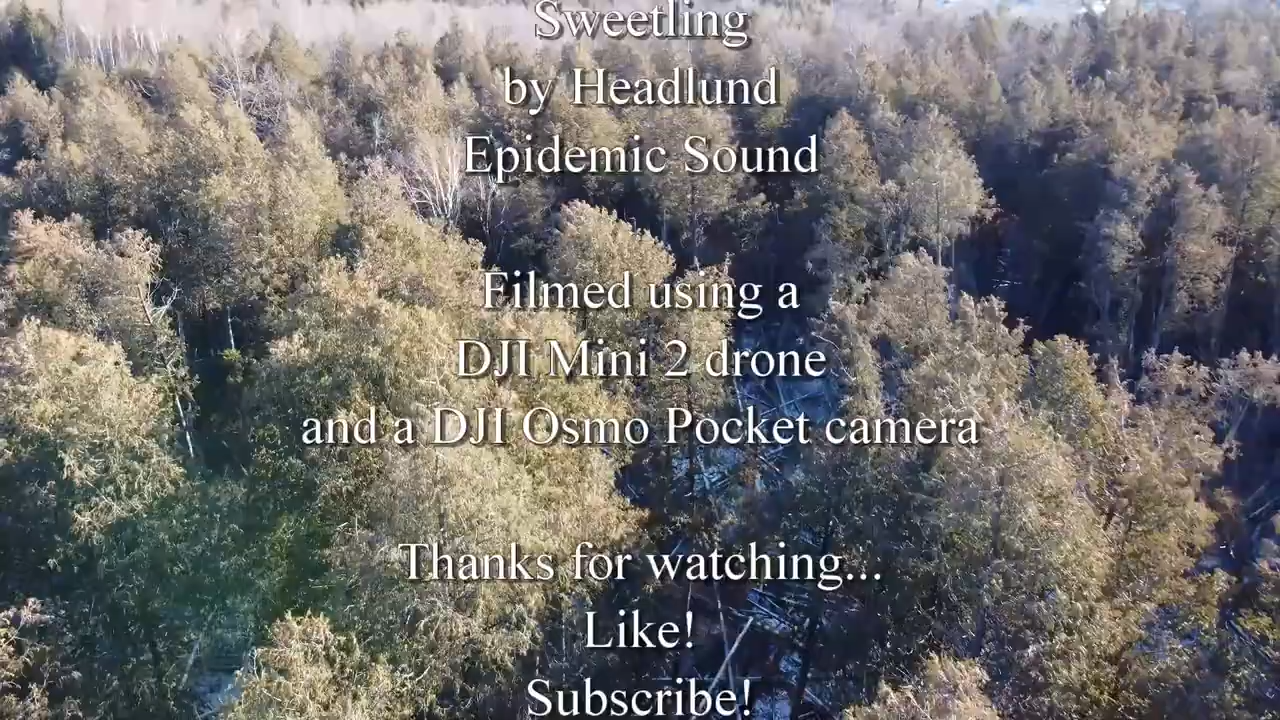 Sweetling
by Headlund
Epidemic Sound
Filmed using a
DJI Mini 2 drone
and a DJI Osmo Pocket camera
Thanks for watching...
Like!
Subscribe!